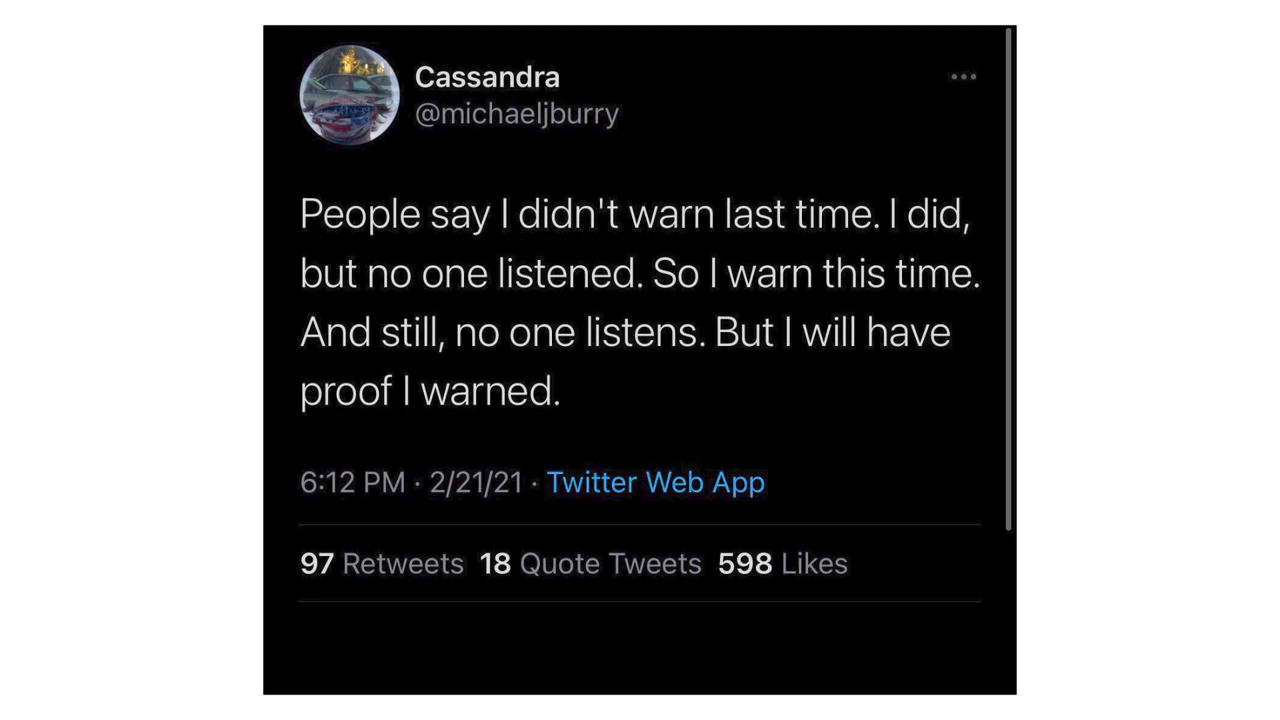 Cassandra
@michaeljburry
People say I didn't warn last time. I did,
but no one listened. So I warn this time.
And still, no one listens. But I will have
proof I warned.
6:12 PM · 2/21/21 · Twitter Web App
97 Retweets 18 Quote Tweets 598 Likes